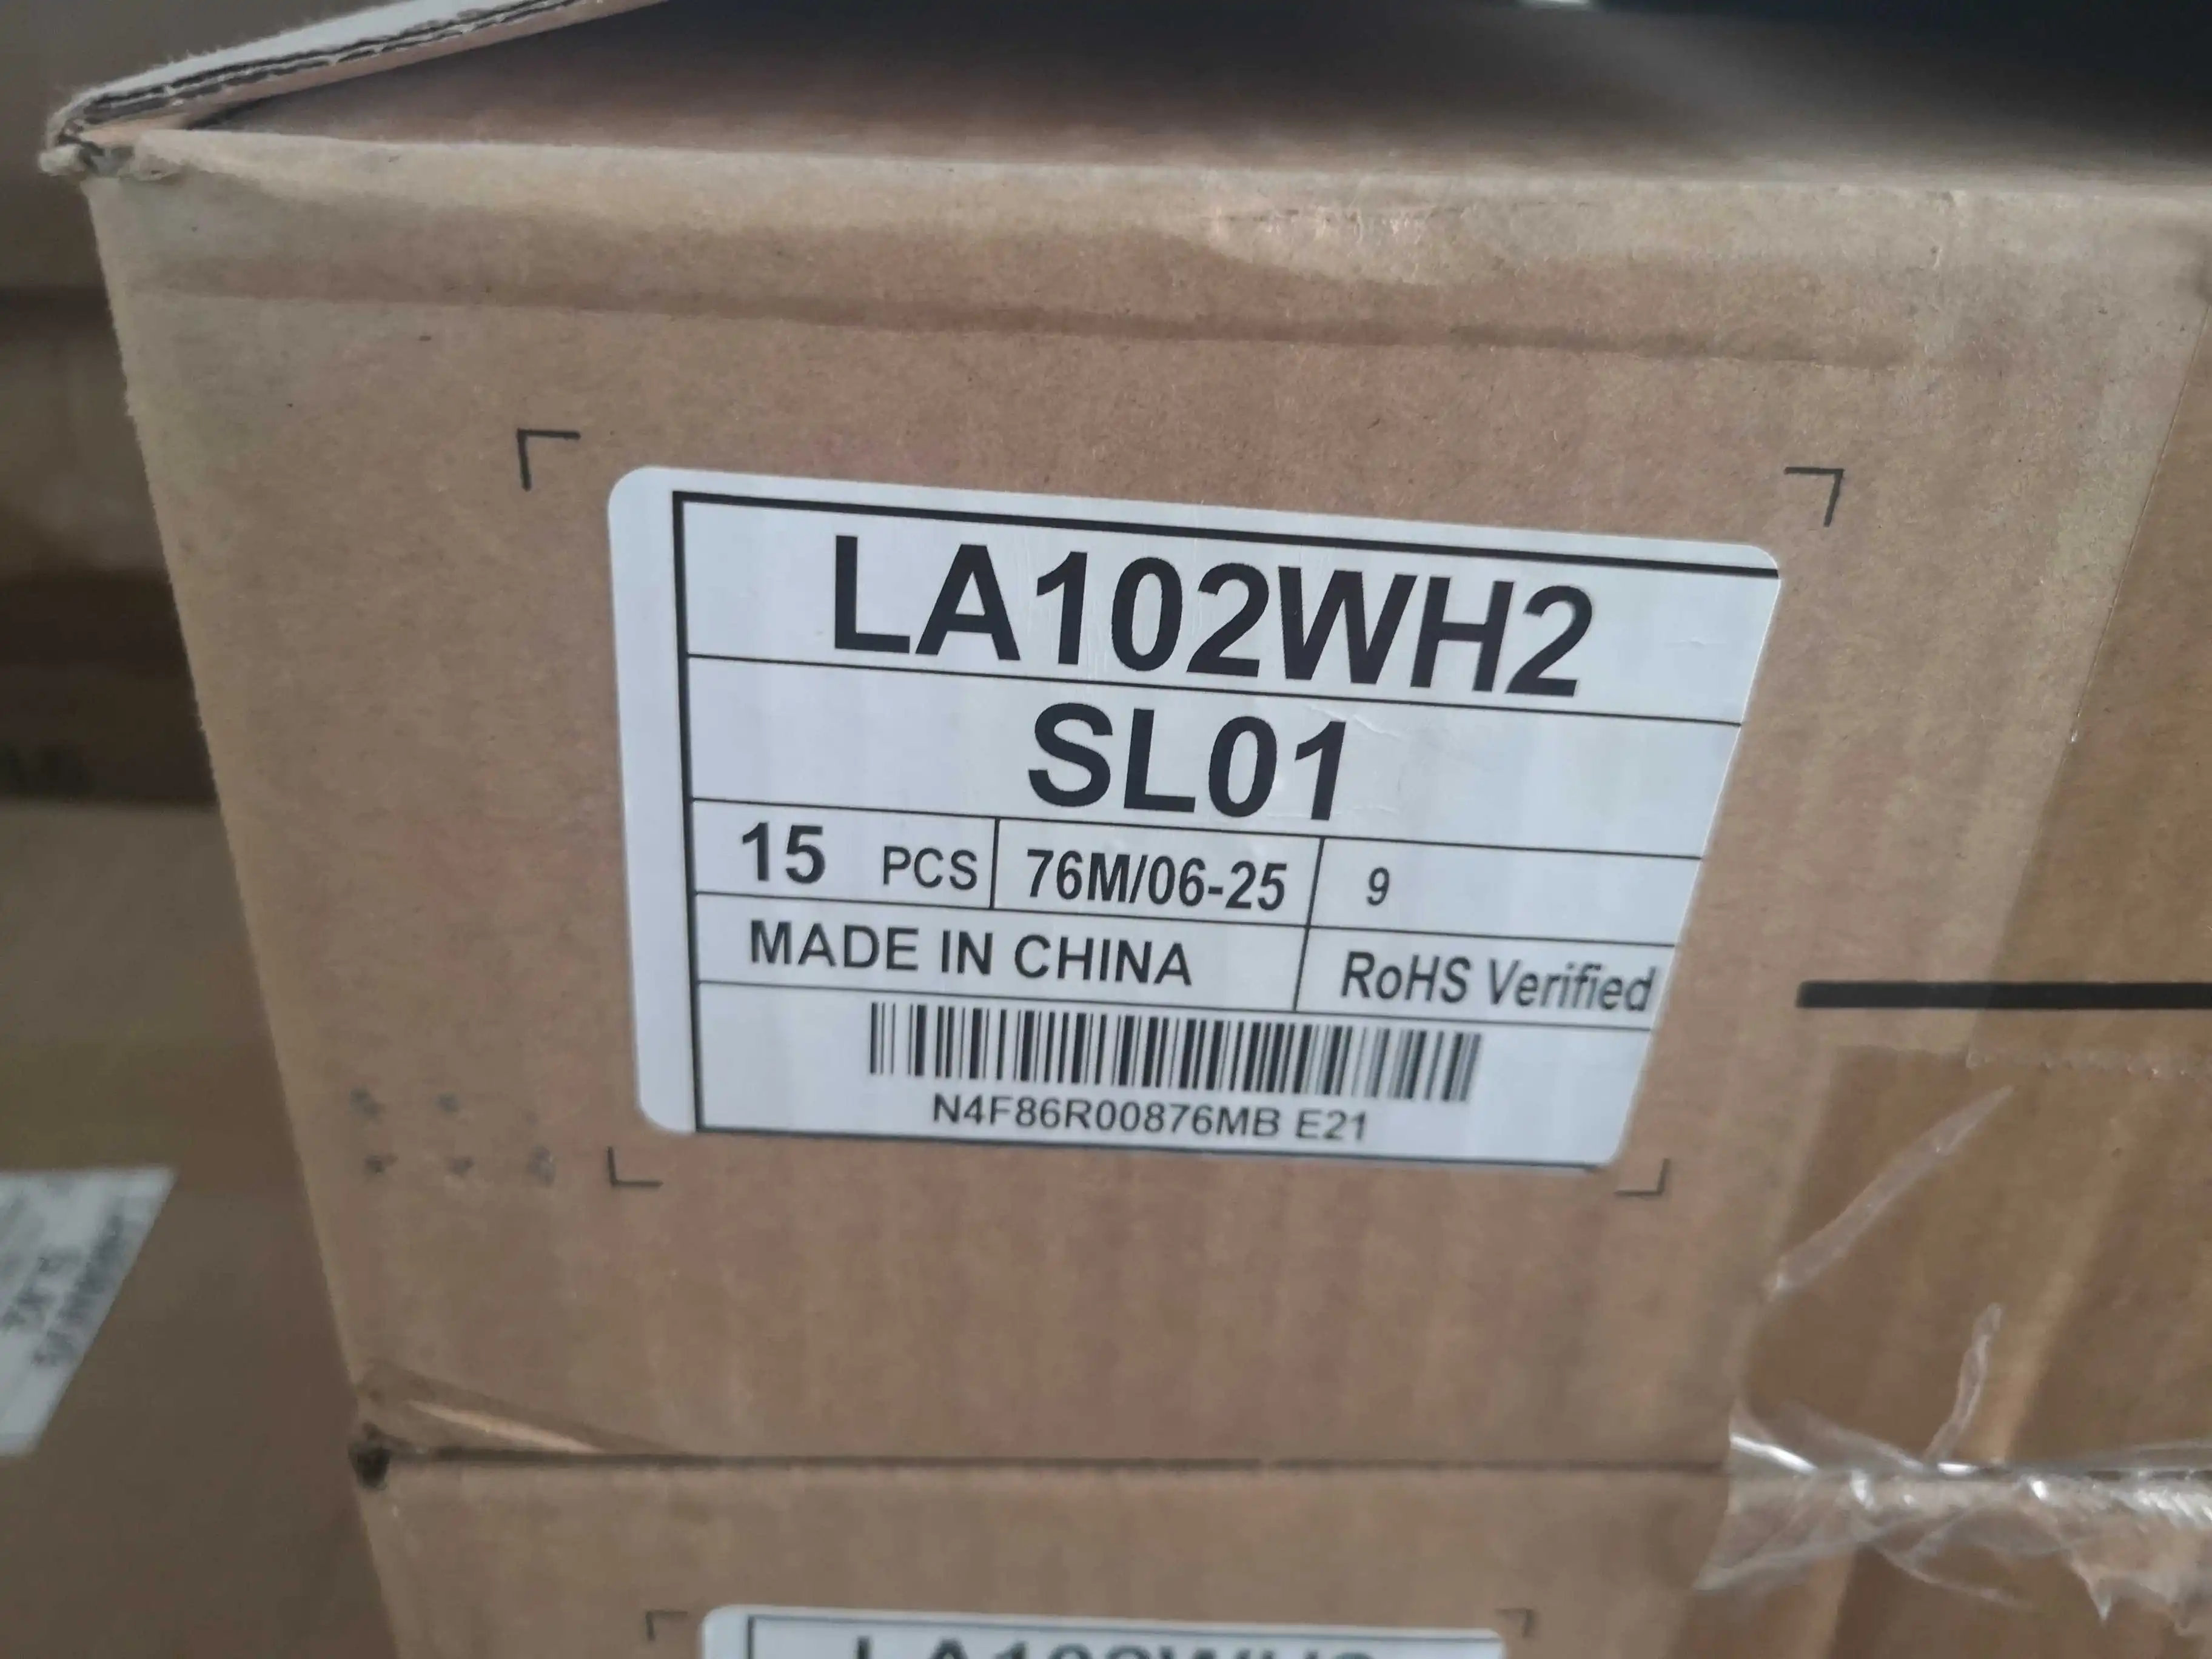 LA102WH2
SL01
15 PCS 76M/06-25 9
MADE IN CHINA RoHS Verified
N4F86R00876MB E21